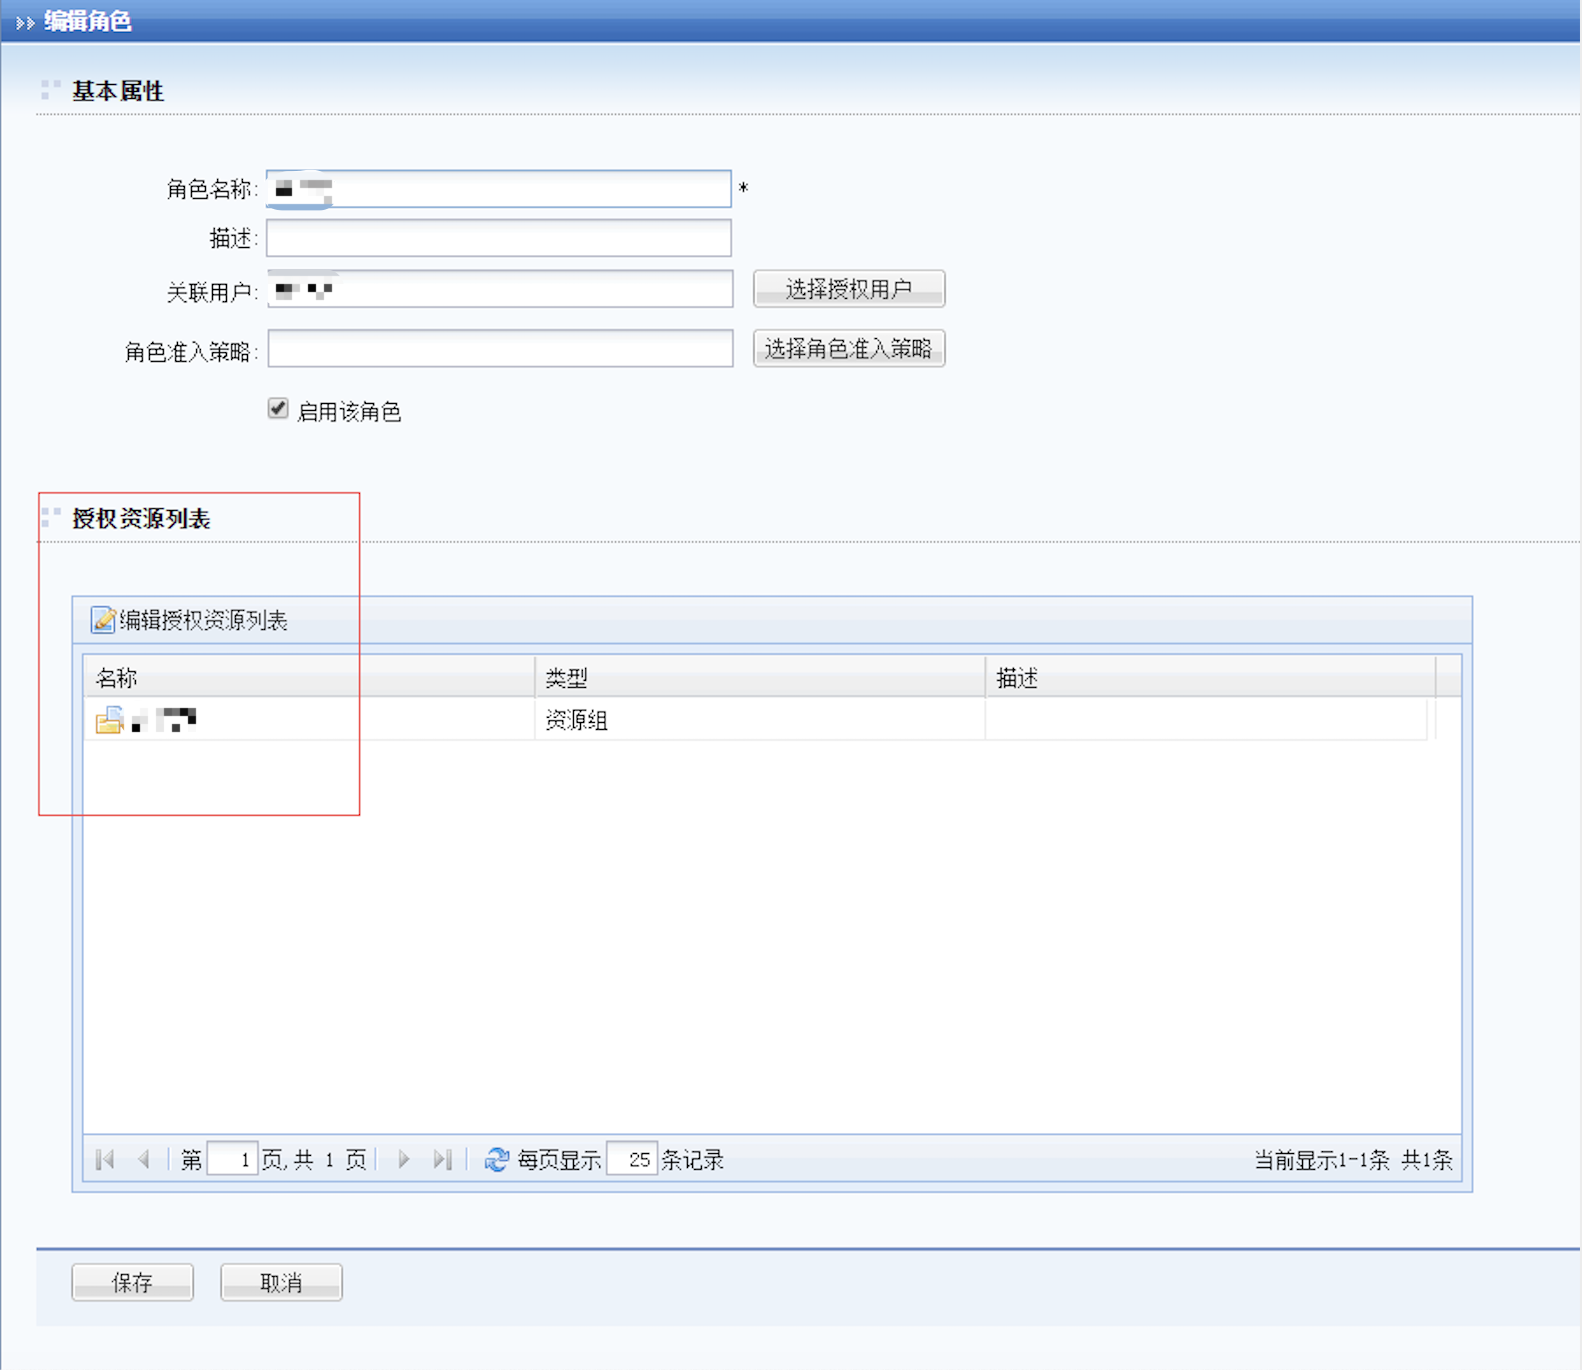 编辑角色
基本属性
角色名称: *
描述:
关联用户: 选择授权用户
角色准入策略: 选择角色准入策略
启用该角色
授权资源列表
编辑授权资源列表
名称 类型 描述
资源组
第 1 页,共 1 页 每页显示 25 条记录 当前显示1-1条 共1条
保存 取消